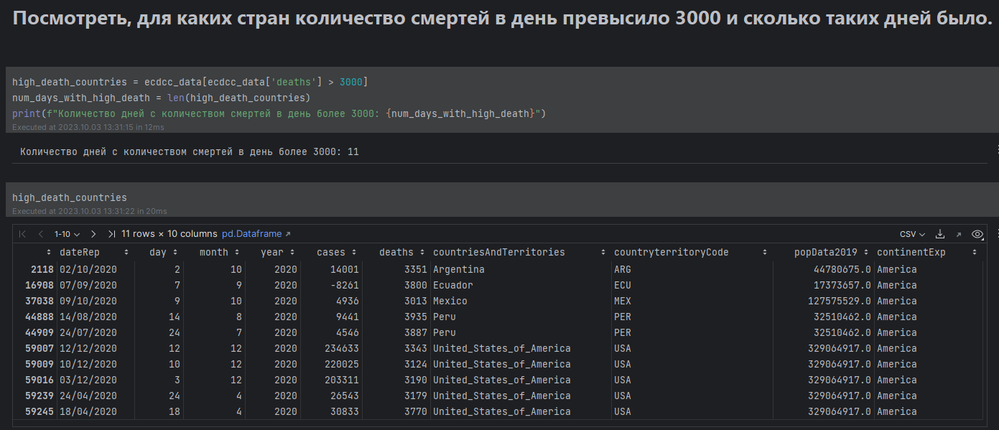 Посмотреть, для каких стран количество смертей в день превысило 3000 и сколько таких дней было.
high_death_countries = ecdcc_data[ecdcc_data['deaths'] > 3000]
num_days_with_high_death = len(high_death_countries)
print(f"Количество дней с количеством смертей в день более 3000: {num_days_with_high_death}")
Executed at 2023.10.03 13:31:15 in 12ms
Количество дней с количеством смертей в день более 3000: 11
high_death_countries
Executed at 2023.10.03 13:31:22 in 20ms
1-10 11 rows × 10 columns pd.Dataframe CSV
dateRep day month year cases deaths countriesAndTerritories countryterritoryCode popData2019 continentExp
2118 02/10/2020 2 10 2020 14001 3351 Argentina ARG 44780675.0 America
16908 07/09/2020 7 9 2020 -8261 3800 Ecuador ECU 17373657.0 America
37038 09/10/2020 9 10 2020 4936 3013 Mexico MEX 127575529.0 America
44888 14/08/2020 14 8 2020 9441 3935 Peru PER 32510462.0 America
44909 24/07/2020 24 7 2020 4546 3887 Peru PER 32510462.0 America
59007 12/12/2020 12 12 2020 234633 3343 United_States_of_America USA 329064917.0 America
59009 10/12/2020 10 12 2020 220025 3124 United_States_of_America USA 329064917.0 America
59016 03/12/2020 3 12 2020 203311 3190 United_States_of_America USA 329064917.0 America
59239 24/04/2020 24 4 2020 26543 3179 United_States_of_America USA 329064917.0 America
59245 18/04/2020 18 4 2020 30833 3770 United_States_of_America USA 329064917.0 America